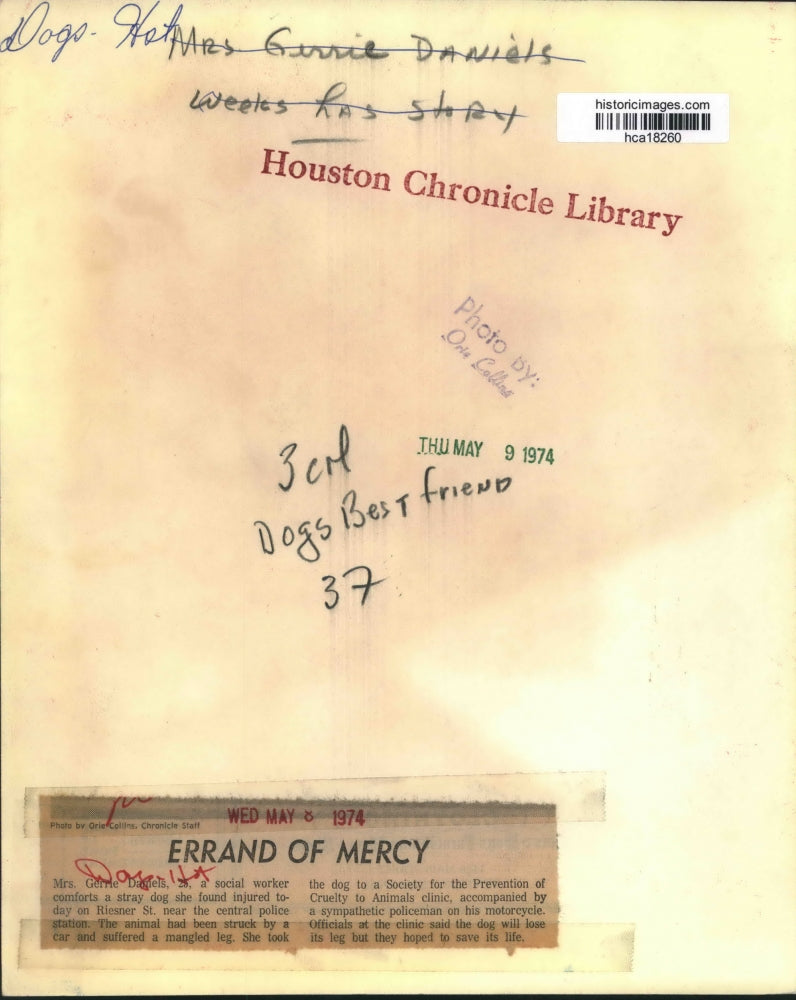 Dogs- Hst
Mrs Gerrie Daniels
Weeks has story
historicimages.com
hca18260
Houston Chronicle Library
Photo BY:
Orie Collins
THU MAY 9 1974
3 col
Dogs Best friend
37
WED MAY 8 1974
Photo by Orie Collins, Chronicle Staff
ERRAND OF MERCY
Dogs-Hst
Mrs. Gerrie Daniels, a social worker
comforts a stray dog she found injured to-
day on Riesner St. near the central police
station. The animal had been struck by a
car and suffered a mangled leg. She took
the dog to a Society for the Prevention of
Cruelty to Animals clinic, accompanied by
a sympathetic policeman on his motorcycle.
Officials at the clinic said the dog will lose
its leg but they hoped to save its life.